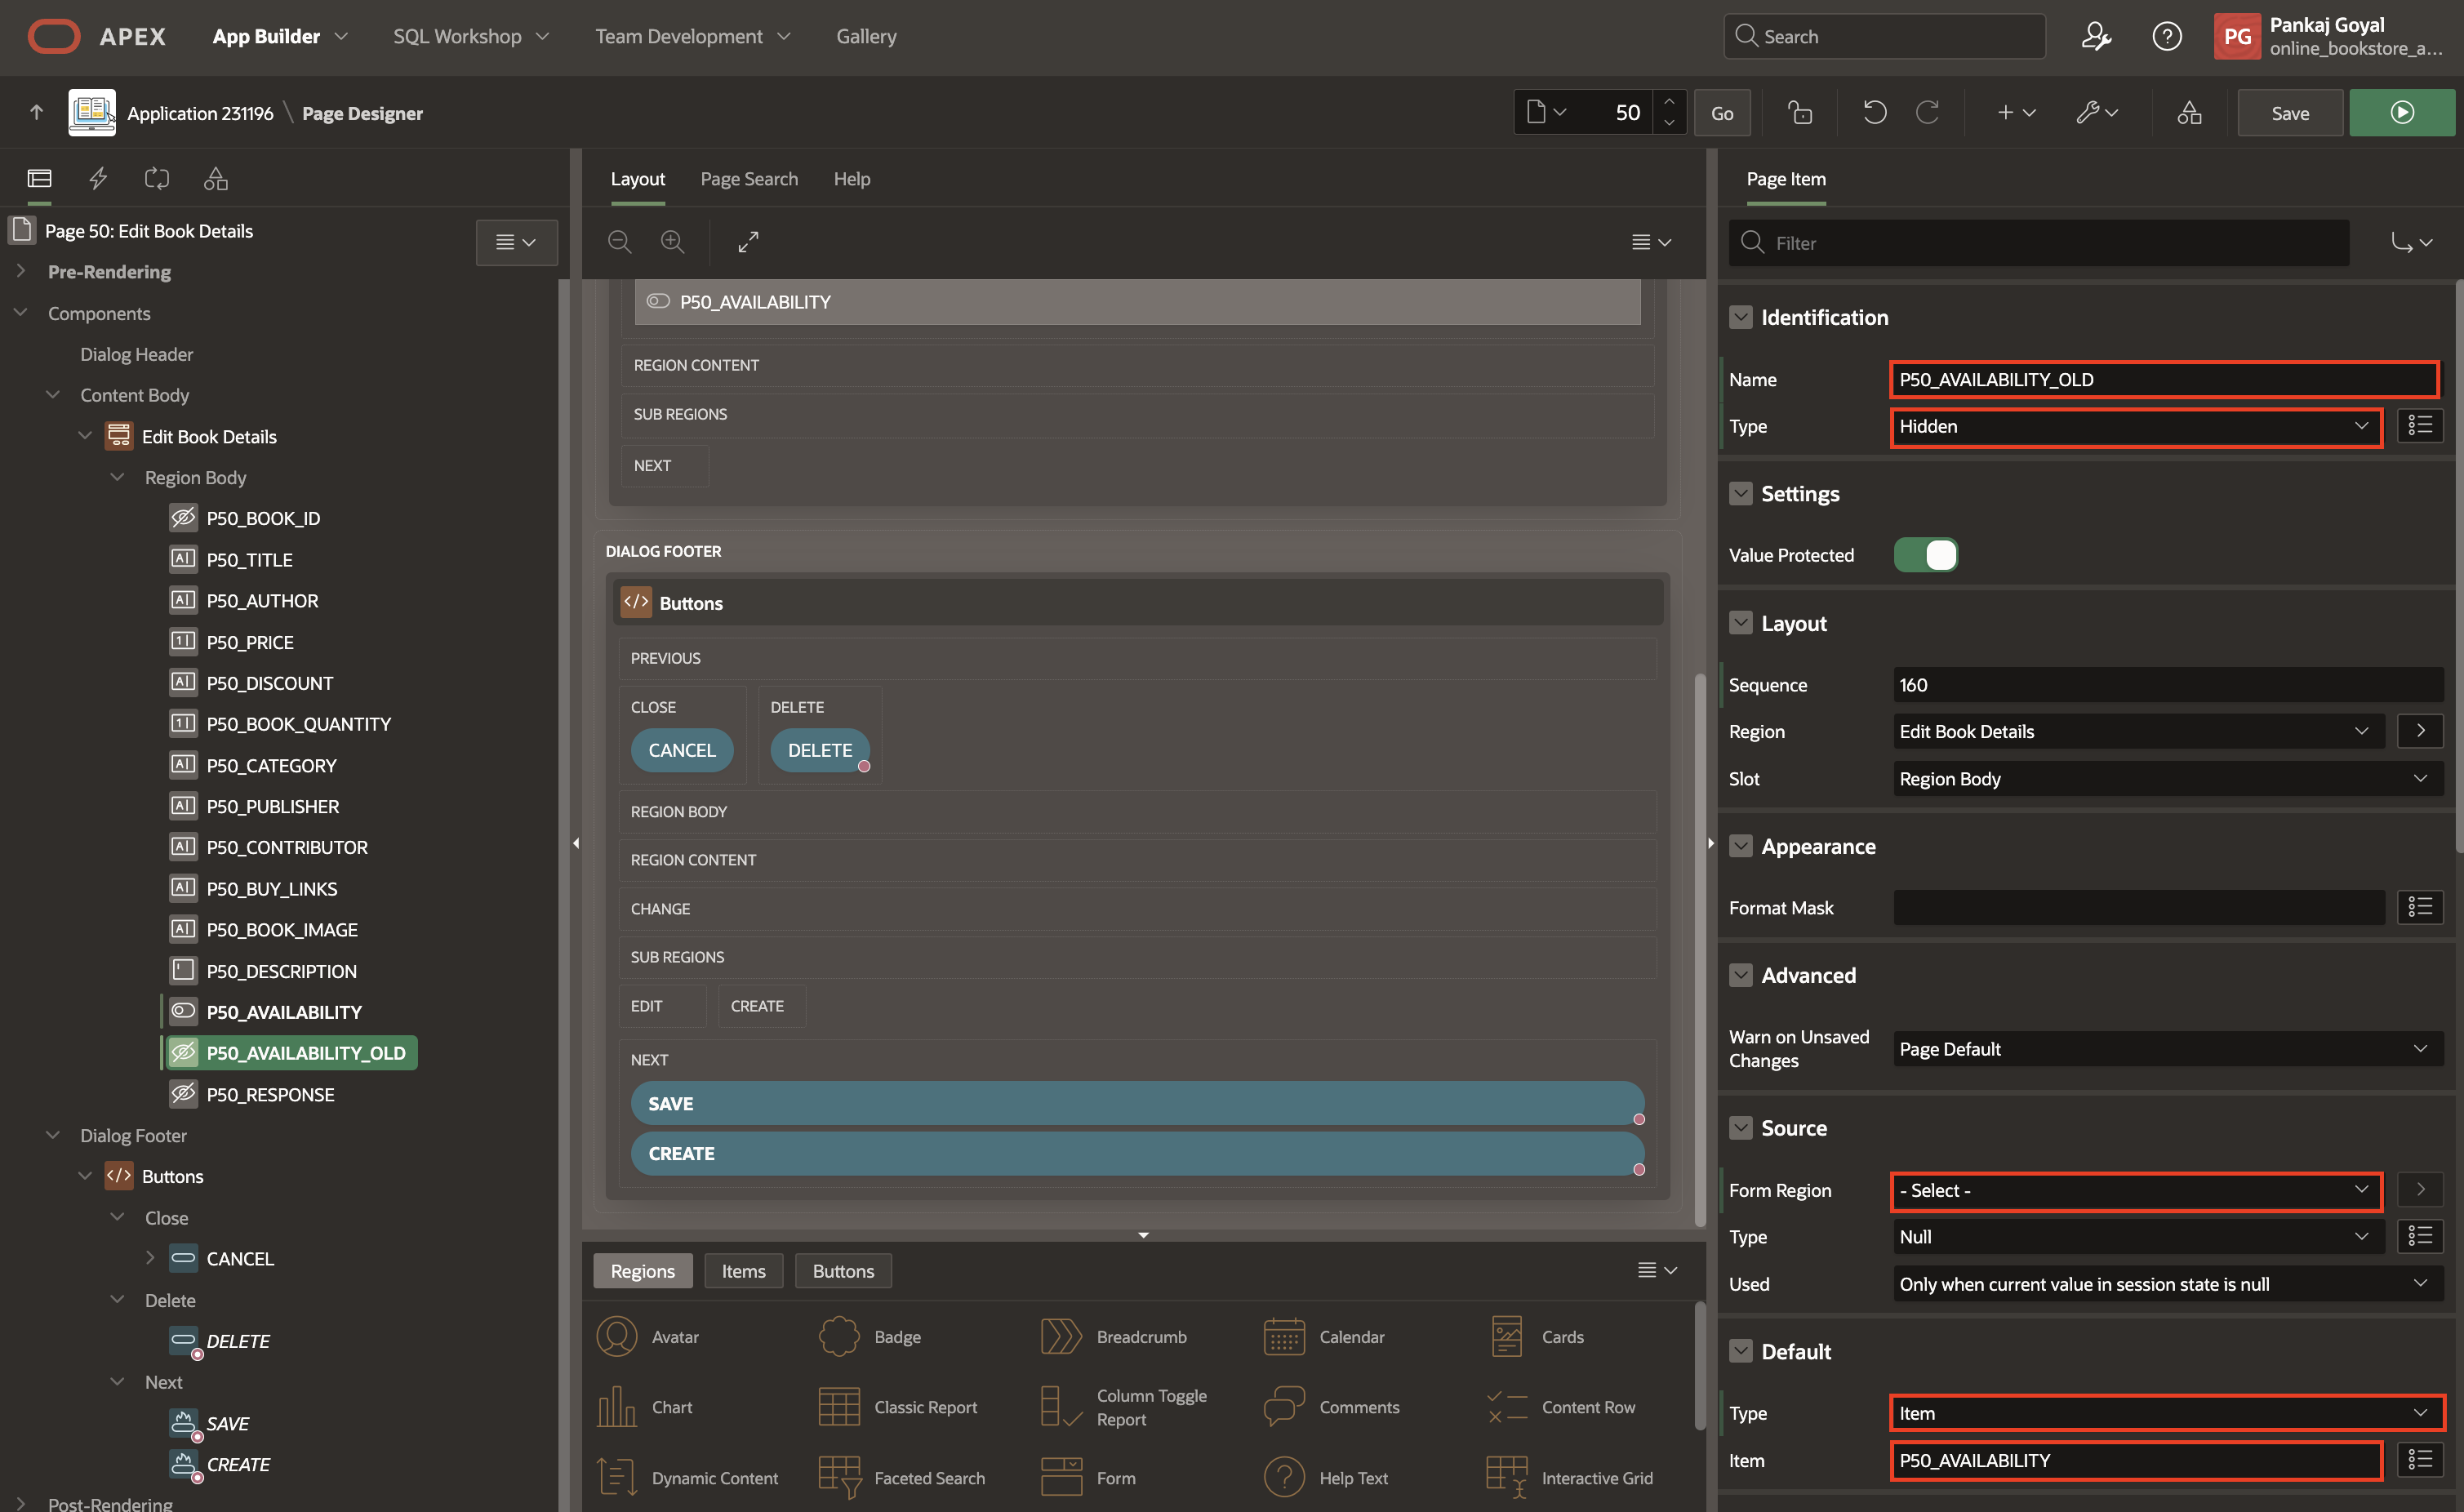 APEX
App Builder
SQL Workshop
Team Development
Gallery
Search
PG
Pankaj Goyal
online_bookstore_a...
Application 231196 \ Page Designer
50
Go
Save
Page 50: Edit Book Details
Pre-Rendering
Components
Dialog Header
Content Body
Edit Book Details
Region Body
P50_BOOK_ID
P50_TITLE
P50_AUTHOR
P50_PRICE
P50_DISCOUNT
P50_BOOK_QUANTITY
P50_CATEGORY
P50_PUBLISHER
P50_CONTRIBUTOR
P50_BUY_LINKS
P50_BOOK_IMAGE
P50_DESCRIPTION
P50_AVAILABILITY
P50_AVAILABILITY_OLD
P50_RESPONSE
Dialog Footer
Buttons
Close
CANCEL
Delete
DELETE
Next
SAVE
CREATE
Post-Rendering
Layout
Page Search
Help
P50_AVAILABILITY
REGION CONTENT
SUB REGIONS
NEXT
DIALOG FOOTER
Buttons
PREVIOUS
CLOSE
DELETE
CANCEL
DELETE
REGION BODY
REGION CONTENT
CHANGE
SUB REGIONS
EDIT
CREATE
NEXT
SAVE
CREATE
Regions
Items
Buttons
Avatar
Badge
Breadcrumb
Calendar
Cards
Chart
Classic Report
Column Toggle
Report
Comments
Content Row
Dynamic Content
Faceted Search
Form
Help Text
Interactive Grid
Page Item
Filter
Identification
Name
P50_AVAILABILITY_OLD
Type
Hidden
Settings
Value Protected
Layout
Sequence
160
Region
Edit Book Details
Slot
Region Body
Appearance
Format Mask
Advanced
Warn on Unsaved
Changes
Page Default
Source
Form Region
- Select -
Type
Null
Used
Only when current value in session state is null
Default
Type
Item
Item
P50_AVAILABILITY